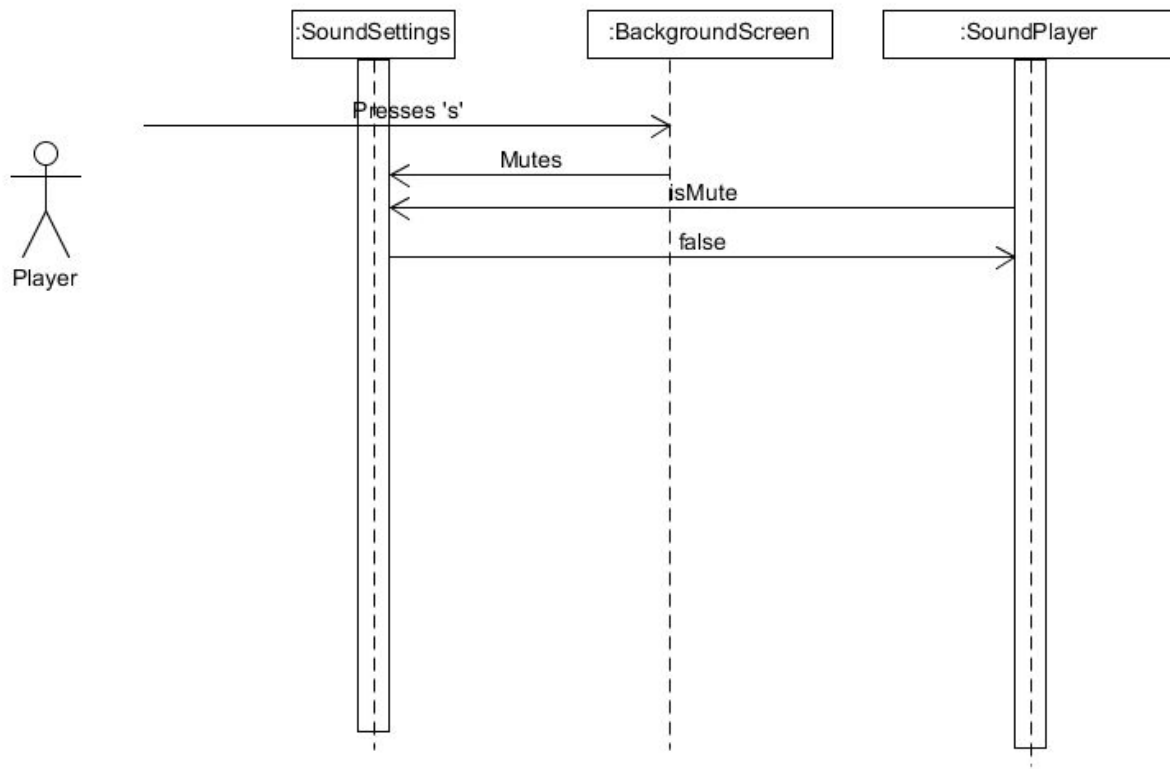 :SoundSettings
:BackgroundScreen
:SoundPlayer
Presses 's'
Mutes
isMute
false
Player